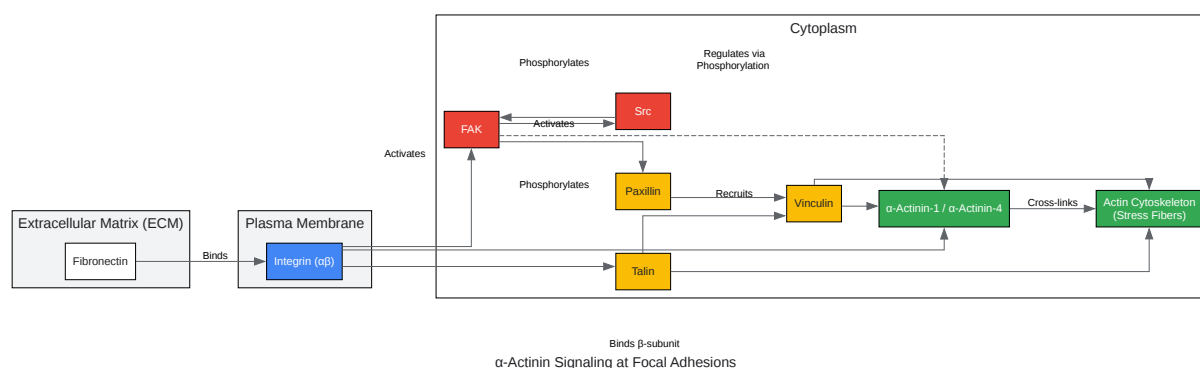 Cytoplasm
Regulates via
Phosphorylation
Phosphorylates
Src
FAK
Activates
Activates
Phosphorylates
Paxillin
Recruits
Vinculin
α-Actinin-1 / α-Actinin-4
Cross-links
Actin Cytoskeleton
(Stress Fibers)
Extracellular Matrix (ECM)
Plasma Membrane
Fibronectin
Binds
Integrin (αβ)
Talin
Binds β-subunit
α-Actinin Signaling at Focal Adhesions